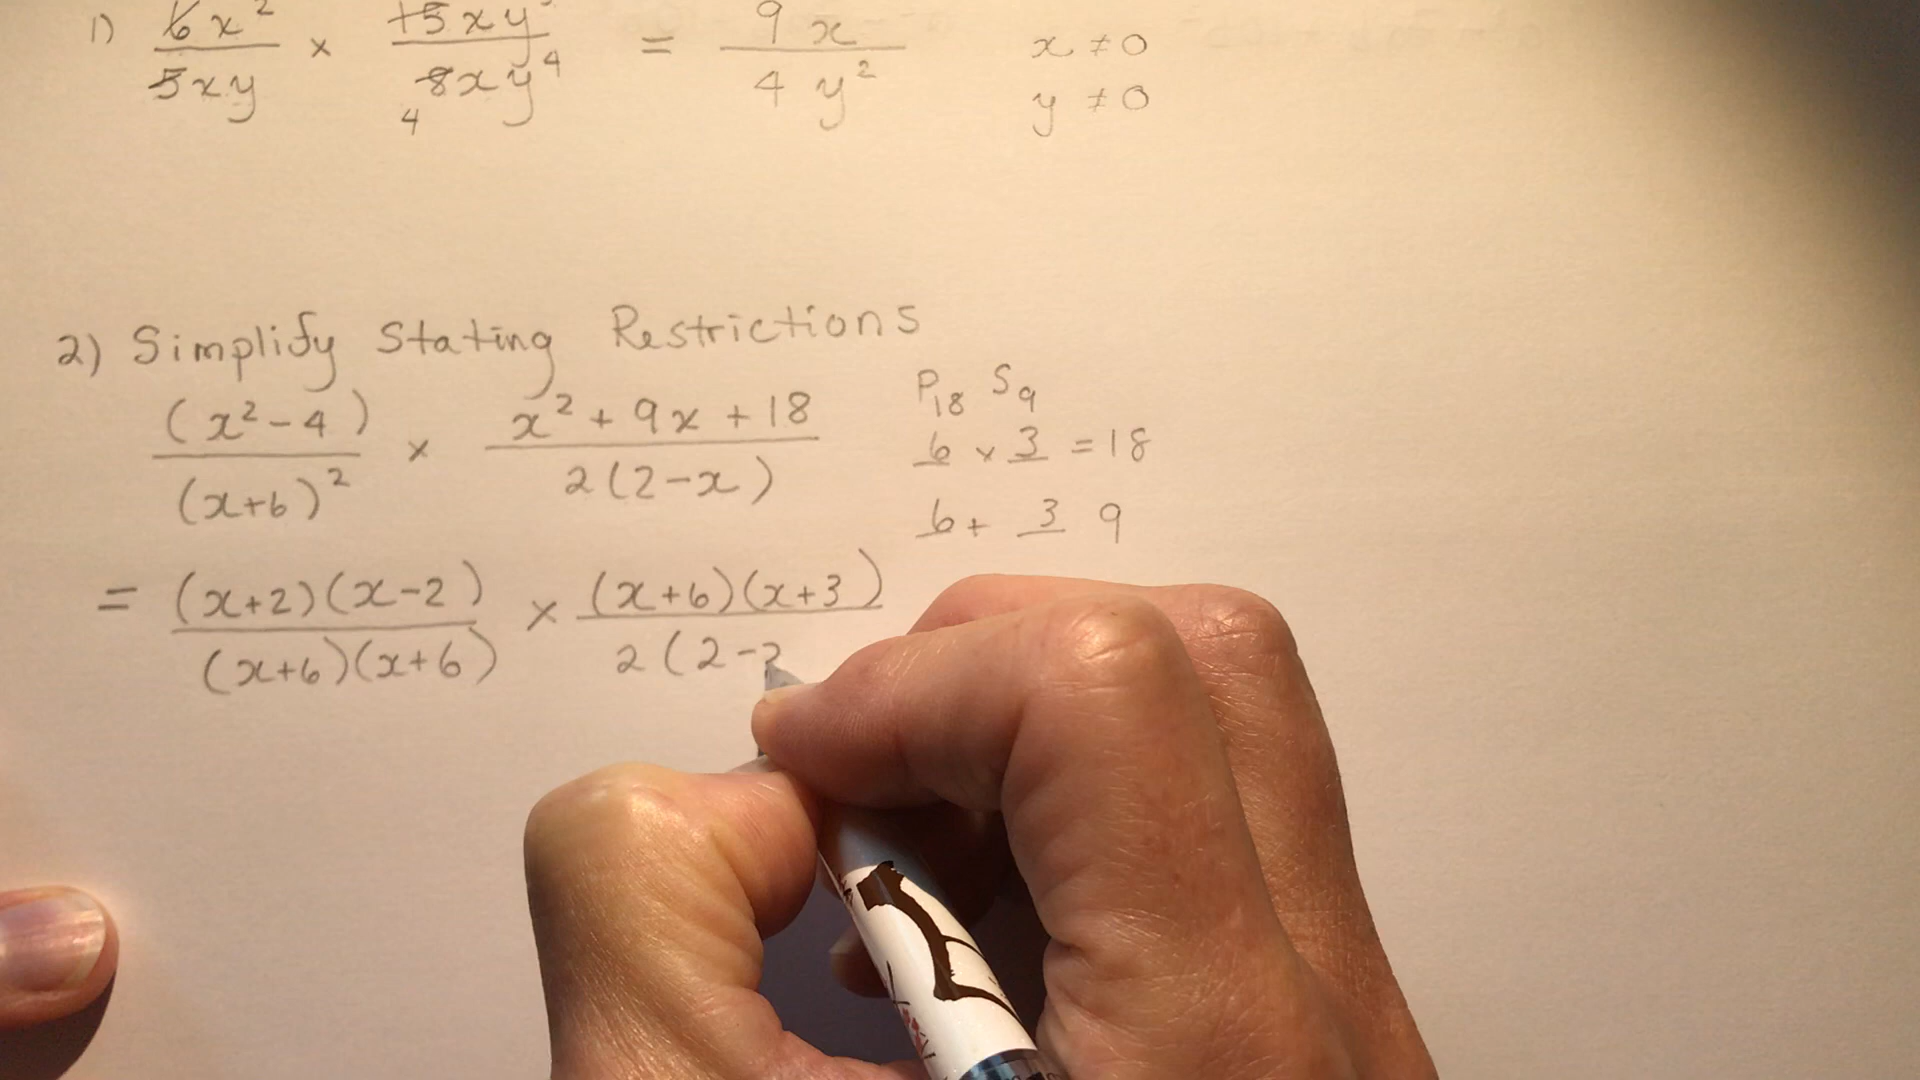 1) 6x² / 5xy × 15xy / 8xy⁴ = 9x / 4y² x ≠ 0
4 y ≠ 0
2) Simplify Stating Restrictions
(x²-4) / (x+6)² × x²+9x+18 / 2(2-x)
P₁₈ S₉
6 × 3 = 18
6 + 3 9
= (x+2)(x-2) / (x+6)(x+6) × (x+6)(x+3) / 2(2-